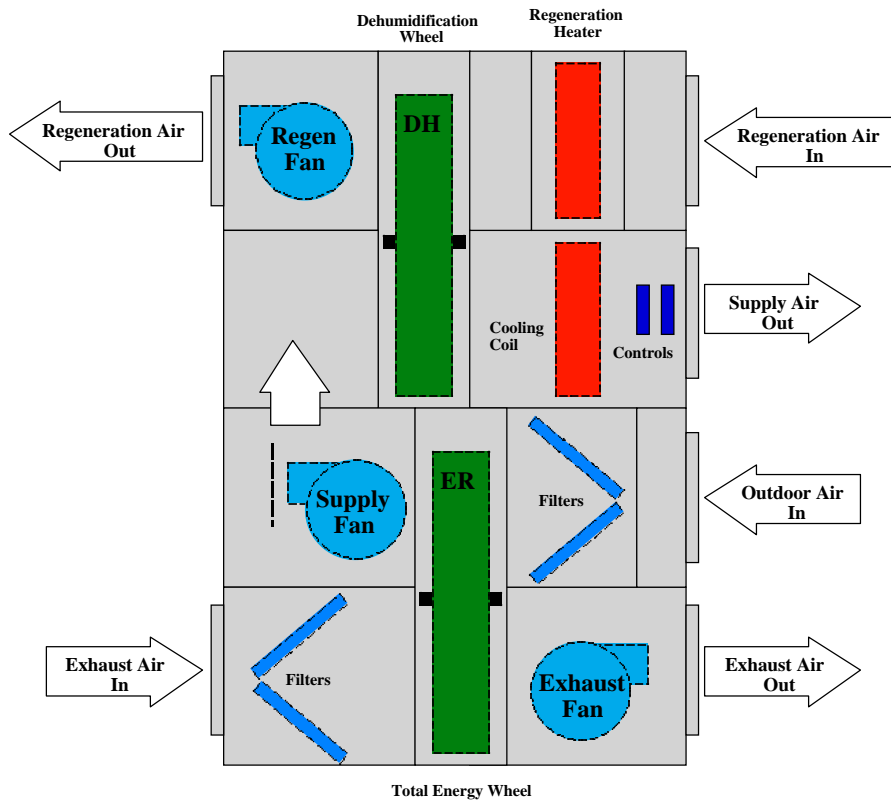 Dehumidification
Wheel
Regeneration
Heater
Regeneration Air
Out
Regen
Fan
DH
Regeneration Air
In
Cooling
Coil
Controls
Supply Air
Out
Supply
Fan
ER
Filters
Outdoor Air
In
Exhaust Air
In
Filters
Exhaust
Fan
Exhaust Air
Out
Total Energy Wheel